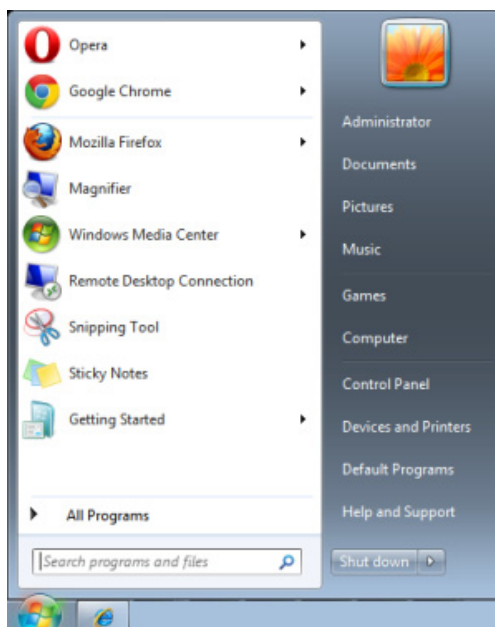 Opera
Google Chrome
Mozilla Firefox
Magnifier
Windows Media Center
Remote Desktop Connection
Snipping Tool
Sticky Notes
Getting Started
All Programs
Search programs and files
Administrator
Documents
Pictures
Music
Games
Computer
Control Panel
Devices and Printers
Default Programs
Help and Support
Shut down